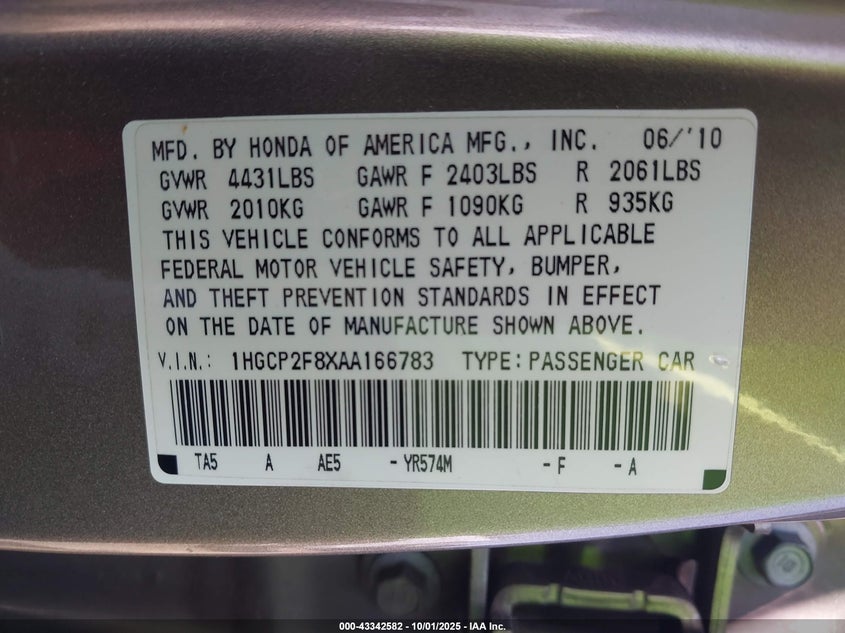 MFD. BY HONDA OF AMERICA MFG., INC. 06/'10
GVWR 4431LBS GAWR F 2403LBS R 2061LBS
GVWR 2010KG GAWR F 1090KG R 935KG
THIS VEHICLE CONFORMS TO ALL APPLICABLE
FEDERAL MOTOR VEHICLE SAFETY, BUMPER,
AND THEFT PREVENTION STANDARDS IN EFFECT
ON THE DATE OF MANUFACTURE SHOWN ABOVE.
V.I.N.: 1HGCP2F8XAA166783 TYPE: PASSENGER CAR
TA5 A AE5 -YR574M -F -A
000-43342582 - 10/01/2025 - IAA Inc.